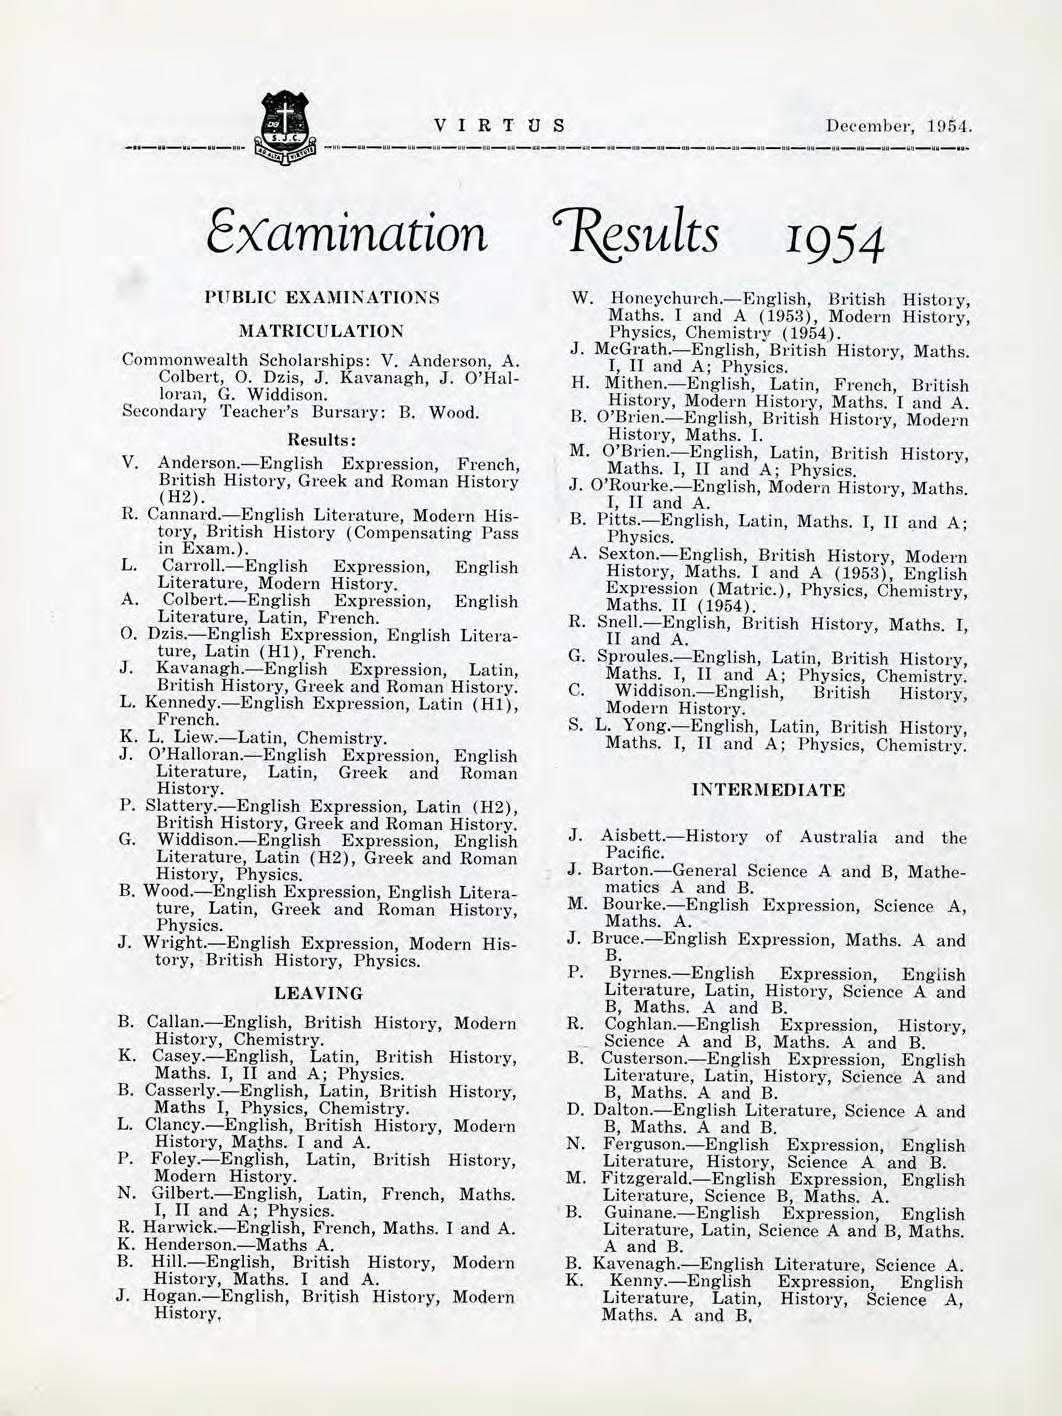 VIRTUS
December, 1954.
S.J.C.
AD ALTA VIRTUTE
Examination Results 1954
PUBLIC EXAMINATIONS
MATRICULATION
Commonwealth Scholarships: V. Anderson, A.
Colbert, O. Dzis, J. Kavanagh, J. O'Hal-
loran, G. Widdison.
Secondary Teacher's Bursary: B. Wood.
Results:
V. Anderson.—English Expression, French,
British History, Greek and Roman History
(H2).
R. Cannard.—English Literature, Modern His-
tory, British History (Compensating Pass
in Exam.).
L. Carroll.—English Expression, English
Literature, Modern History.
A. Colbert.—English Expression, English
Literature, Latin, French.
O. Dzis.—English Expression, English Litera-
ture, Latin (H1), French.
J. Kavanagh.—English Expression, Latin,
British History, Greek and Roman History.
L. Kennedy.—English Expression, Latin (H1),
French.
K. L. Liew.—Latin, Chemistry.
J. O'Halloran.—English Expression, English
Literature, Latin, Greek and Roman
History.
P. Slattery.—English Expression, Latin (H2),
British History, Greek and Roman History.
G. Widdison.—English Expression, English
Literature, Latin (H2), Greek and Roman
History, Physics.
B. Wood.—English Expression, English Litera-
ture, Latin, Greek and Roman History,
Physics.
J. Wright.—English Expression, Modern His-
tory, British History, Physics.
LEAVING
B. Callan.—English, British History, Modern
History, Chemistry.
K. Casey.—English, Latin, British History,
Maths. I, II and A; Physics.
B. Casserly.—English, Latin, British History,
Maths I, Physics, Chemistry.
L. Clancy.—English, British History, Modern
History, Maths. I and A.
P. Foley.—English, Latin, British History,
Modern History.
N. Gilbert.—English, Latin, French, Maths.
I, II and A; Physics.
R. Harwick.—English, French, Maths. I and A.
K. Henderson.—Maths A.
B. Hill.—English, British History, Modern
History, Maths. I and A.
J. Hogan.—English, British History, Modern
History.
W. Honeychurch.—English, British History,
Maths. I and A (1953), Modern History,
Physics, Chemistry (1954).
J. McGrath.—English, British History, Maths.
I, II and A; Physics.
H. Mithen.—English, Latin, French, British
History, Modern History, Maths. I and A.
B. O'Brien.—English, British History, Modern
History, Maths. I.
M. O'Brien.—English, Latin, British History,
Maths. I, II and A; Physics.
J. O'Rourke.—English, Modern History, Maths.
I, II and A.
B. Pitts.—English, Latin, Maths. I, II and A;
Physics.
A. Sexton.—English, British History, Modern
History, Maths. I and A (1953), English
Expression (Matric.), Physics, Chemistry,
Maths. II (1954).
R. Snell.—English, British History, Maths. I,
II and A.
G. Sproules.—English, Latin, British History,
Maths. I, II and A; Physics, Chemistry.
C. Widdison.—English, British History,
Modern History.
S. L. Yong.—English, Latin, British History,
Maths. I, II and A; Physics, Chemistry.
INTERMEDIATE
J. Aisbett.—History of Australia and the
Pacific.
J. Barton.—General Science A and B, Mathe-
matics A and B.
M. Bourke.—English Expression, Science A,
Maths. A.
J. Bruce.—English Expression, Maths. A and
B.
P. Byrnes.—English Expression, English
Literature, Latin, History, Science A and
B, Maths. A and B.
R. Coghlan.—English Expression, History,
Science A and B, Maths. A and B.
B. Custerson.—English Expression, English
Literature, Latin, History, Science A and
B, Maths. A and B.
D. Dalton.—English Literature, Science A and
B, Maths. A and B.
N. Ferguson.—English Expression, English
Literature, History, Science A and B.
M. Fitzgerald.—English Expression, English
Literature, Science B, Maths. A.
B. Guinane.—English Expression, English
Literature, Latin, Science A and B, Maths.
A and B.
B. Kavenagh.—English Literature, Science A.
K. Kenny.—English Expression, English
Literature, Latin, History, Science A,
Maths. A and B.